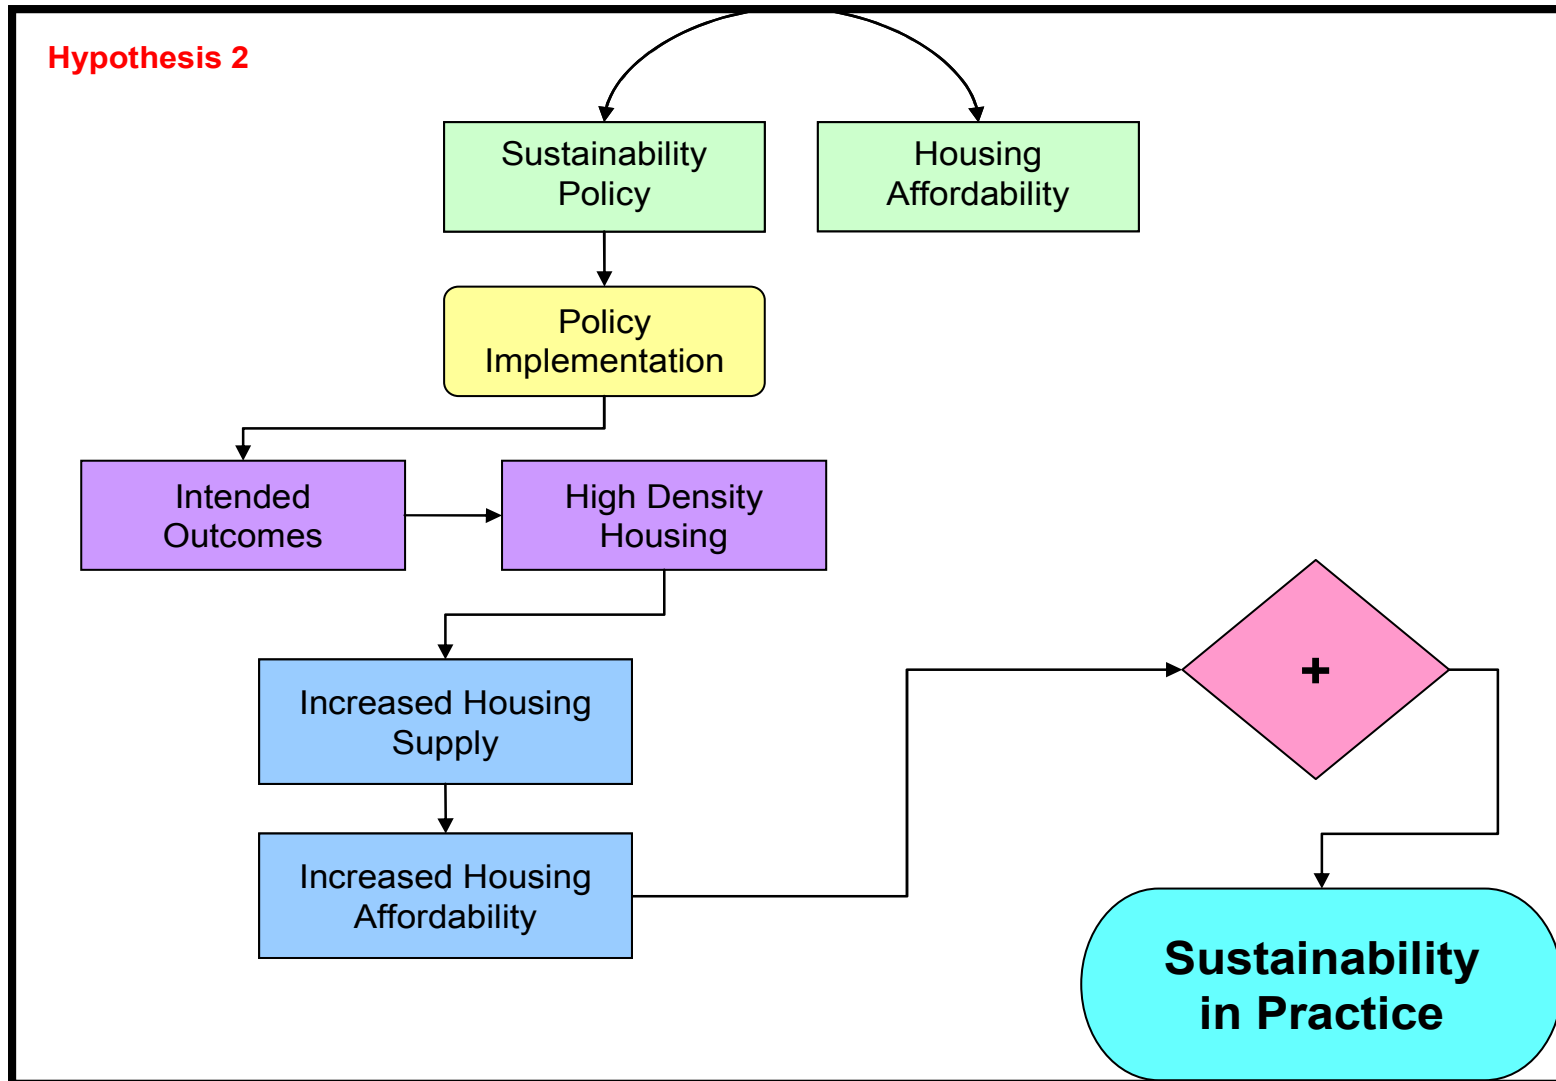 Hypothesis 2
Sustainability
Policy
Housing
Affordability
Policy
Implementation
Intended
Outcomes
High Density
Housing
Increased Housing
Supply
+
Increased Housing
Affordability
Sustainability
in Practice